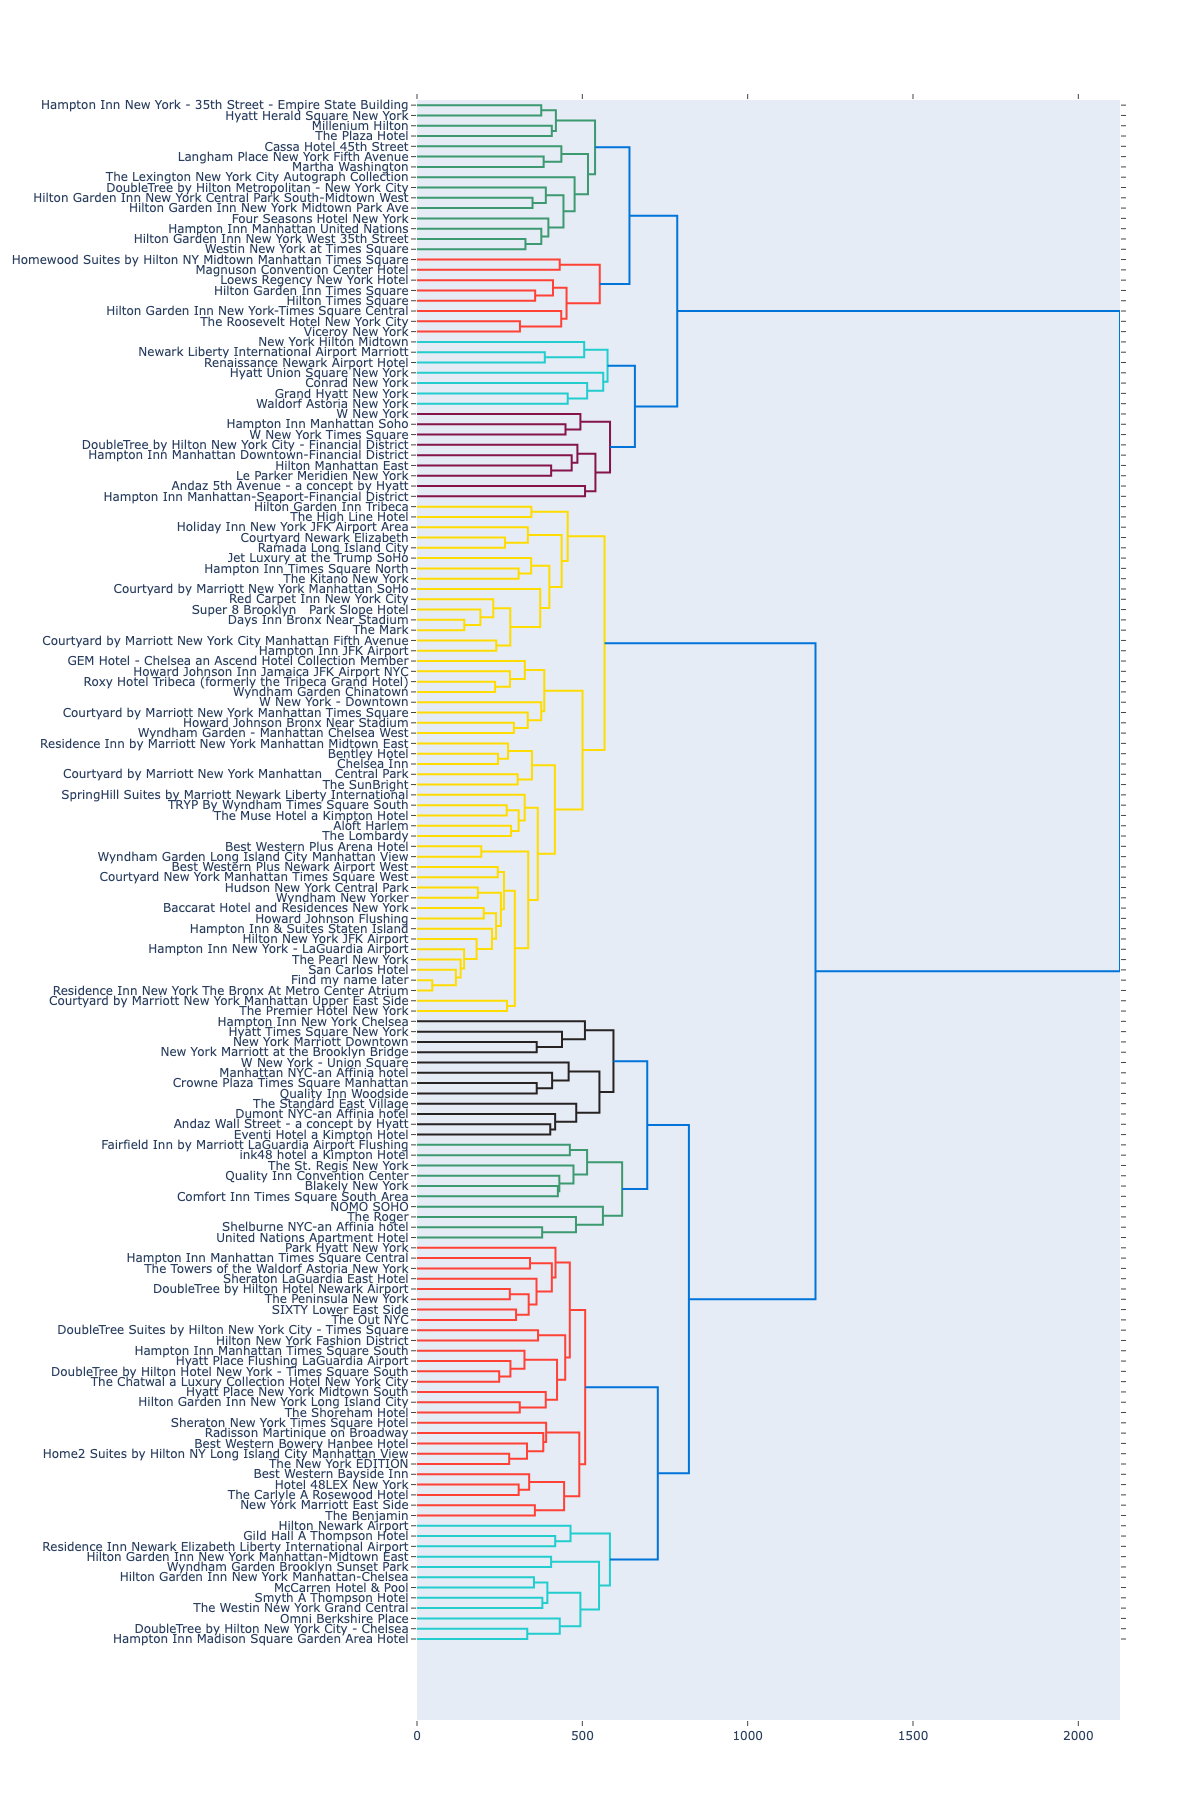 Hampton Inn New York - 35th Street - Empire State Building
Hyatt Herald Square New York
Millenium Hilton
The Plaza Hotel
Cassa Hotel 45th Street
Langham Place New York Fifth Avenue
Martha Washington
The Lexington New York City Autograph Collection
DoubleTree by Hilton Metropolitan - New York City
Hilton Garden Inn New York Central Park South-Midtown West
Hilton Garden Inn New York Midtown Park Ave
Four Seasons Hotel New York
Hampton Inn Manhattan United Nations
Hilton Garden Inn New York West 35th Street
Westin New York at Times Square
Homewood Suites by Hilton NY Midtown Manhattan Times Square
Magnuson Convention Center Hotel
Loews Regency New York Hotel
Hilton Garden Inn Times Square
Hilton Times Square
Hilton Garden Inn New York-Times Square Central
The Roosevelt Hotel New York City
Viceroy New York
New York Hilton Midtown
Newark Liberty International Airport Marriott
Renaissance Newark Airport Hotel
Hyatt Union Square New York
Conrad New York
Grand Hyatt New York
Waldorf Astoria New York
W New York
Hampton Inn Manhattan Soho
W New York Times Square
DoubleTree by Hilton New York City - Financial District
Hampton Inn Manhattan Downtown-Financial District
Hilton Manhattan East
Le Parker Meridien New York
Andaz 5th Avenue - a concept by Hyatt
Hampton Inn Manhattan-Seaport-Financial District
Hilton Garden Inn Tribeca
The High Line Hotel
Holiday Inn New York JFK Airport Area
Courtyard Newark Elizabeth
Ramada Long Island City
Jet Luxury at the Trump SoHo
Hampton Inn Times Square North
The Kitano New York
Courtyard by Marriott New York Manhattan SoHo
Red Carpet Inn New York City
Super 8 Brooklyn   Park Slope Hotel
Days Inn Bronx Near Stadium
The Mark
Courtyard by Marriott New York City Manhattan Fifth Avenue
Hampton Inn JFK Airport
GEM Hotel - Chelsea an Ascend Hotel Collection Member
Howard Johnson Inn Jamaica JFK Airport NYC
Roxy Hotel Tribeca (formerly the Tribeca Grand Hotel)
Wyndham Garden Chinatown
W New York - Downtown
Courtyard by Marriott New York Manhattan Times Square
Howard Johnson Bronx Near Stadium
Wyndham Garden - Manhattan Chelsea West
Residence Inn by Marriott New York Manhattan Midtown East
Bentley Hotel
Chelsea Inn
Courtyard by Marriott New York Manhattan   Central Park
The SunBright
SpringHill Suites by Marriott Newark Liberty International
TRYP By Wyndham Times Square South
The Muse Hotel a Kimpton Hotel
Aloft Harlem
The Lombardy
Best Western Plus Arena Hotel
Wyndham Garden Long Island City Manhattan View
Best Western Plus Newark Airport West
Courtyard New York Manhattan Times Square West
Hudson New York Central Park
Wyndham New Yorker
Baccarat Hotel and Residences New York
Howard Johnson Flushing
Hampton Inn & Suites Staten Island
Hilton New York JFK Airport
Hampton Inn New York - LaGuardia Airport
The Pearl New York
San Carlos Hotel
Find my name later
Residence Inn New York The Bronx At Metro Center Atrium
Courtyard by Marriott New York Manhattan Upper East Side
The Premier Hotel New York
Hampton Inn New York Chelsea
Hyatt Times Square New York
New York Marriott Downtown
New York Marriott at the Brooklyn Bridge
W New York - Union Square
Manhattan NYC-an Affinia hotel
Crowne Plaza Times Square Manhattan
Quality Inn Woodside
The Standard East Village
Dumont NYC-an Affinia hotel
Andaz Wall Street - a concept by Hyatt
Eventi Hotel a Kimpton Hotel
Fairfield Inn by Marriott LaGuardia Airport Flushing
ink48 hotel a Kimpton Hotel
The St. Regis New York
Quality Inn Convention Center
Blakely New York
Comfort Inn Times Square South Area
NOMO SOHO
The Roger
Shelburne NYC-an Affinia hotel
United Nations Apartment Hotel
Park Hyatt New York
Hampton Inn Manhattan Times Square Central
The Towers of the Waldorf Astoria New York
Sheraton LaGuardia East Hotel
DoubleTree by Hilton Hotel Newark Airport
The Peninsula New York
SIXTY Lower East Side
The Out NYC
DoubleTree Suites by Hilton New York City - Times Square
Hilton New York Fashion District
Hampton Inn Manhattan Times Square South
Hyatt Place Flushing LaGuardia Airport
DoubleTree by Hilton Hotel New York - Times Square South
The Chatwal a Luxury Collection Hotel New York City
Hyatt Place New York Midtown South
Hilton Garden Inn New York Long Island City
The Shoreham Hotel
Sheraton New York Times Square Hotel
Radisson Martinique on Broadway
Best Western Bowery Hanbee Hotel
Home2 Suites by Hilton NY Long Island City Manhattan View
The New York EDITION
Best Western Bayside Inn
Hotel 48LEX New York
The Carlyle A Rosewood Hotel
New York Marriott East Side
The Benjamin
Hilton Newark Airport
Gild Hall A Thompson Hotel
Residence Inn Newark Elizabeth Liberty International Airport
Hilton Garden Inn New York Manhattan-Midtown East
Wyndham Garden Brooklyn Sunset Park
Hilton Garden Inn New York Manhattan-Chelsea
McCarren Hotel & Pool
Smyth A Thompson Hotel
The Westin New York Grand Central
Omni Berkshire Place
DoubleTree by Hilton New York City - Chelsea
Hampton Inn Madison Square Garden Area Hotel
0 500 1000 1500 2000